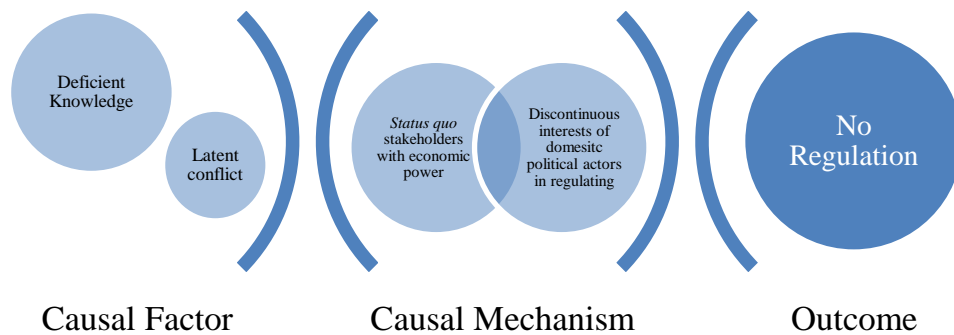 Deficient
Knowledge
Latent
conflict
Status quo
stakeholders
with economic
power
Discontinuous
interests of
domesitc
political actors
in regulating
No
Regulation
Causal Factor
Causal Mechanism
Outcome